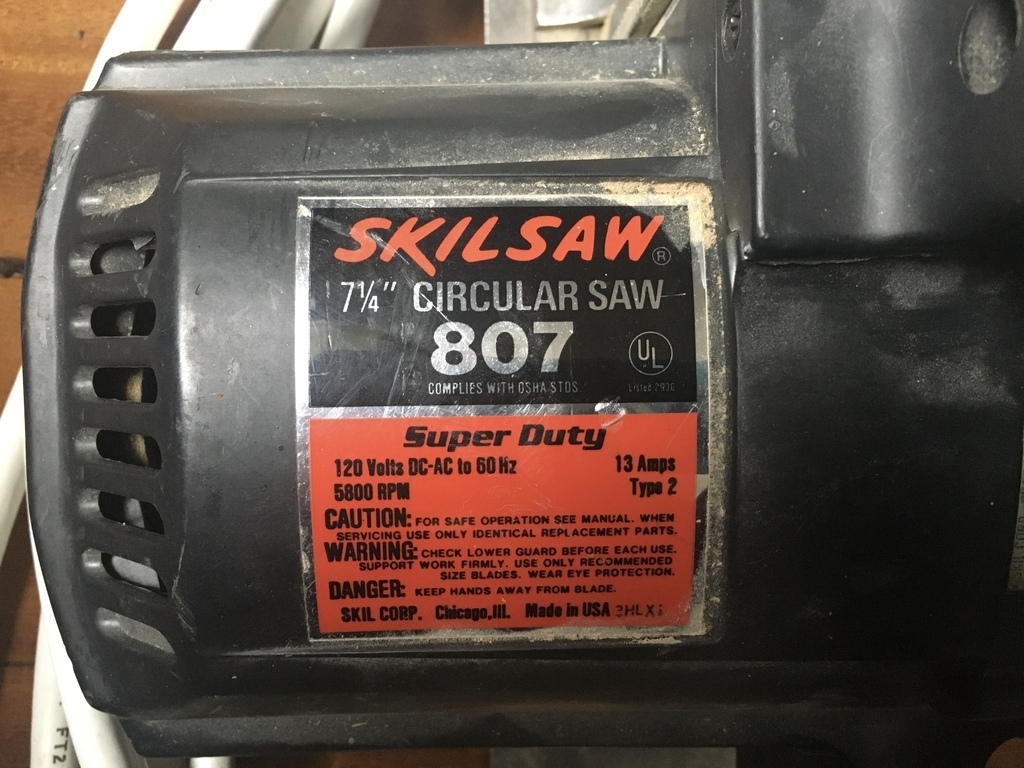 SKILSAW®
7¼" CIRCULAR SAW
807
COMPLIES WITH OSHA STDS.
UL
Listed
Super Duty
120 Volts DC-AC to 60 Hz 13 Amps
5800 RPM Type 2
CAUTION: FOR SAFE OPERATION SEE MANUAL. WHEN
SERVICING USE ONLY IDENTICAL REPLACEMENT PARTS.
WARNING: CHECK LOWER GUARD BEFORE EACH USE.
SUPPORT WORK FIRMLY. USE ONLY RECOMMENDED
SIZE BLADES. WEAR EYE PROTECTION.
DANGER: KEEP HANDS AWAY FROM BLADE.
SKIL CORP. Chicago, Ill. Made in USA
FT2